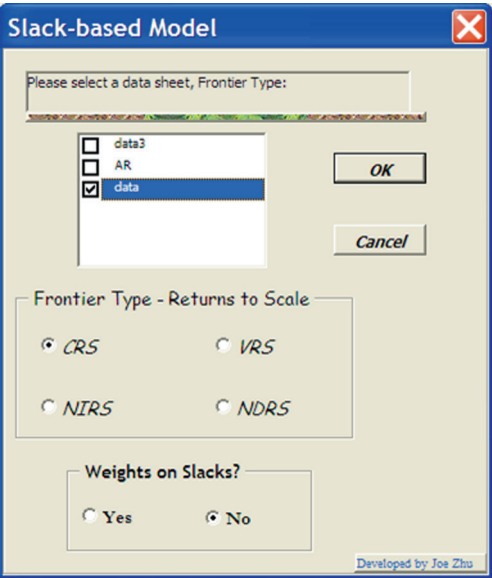 Slack-based Model
Please select a data sheet, Frontier Type:
data3
AR
data
OK
Cancel
Frontier Type - Returns to Scale
CRS VRS
NIRS NDRS
Weights on Slacks?
Yes No
Developed by Joe Zhu